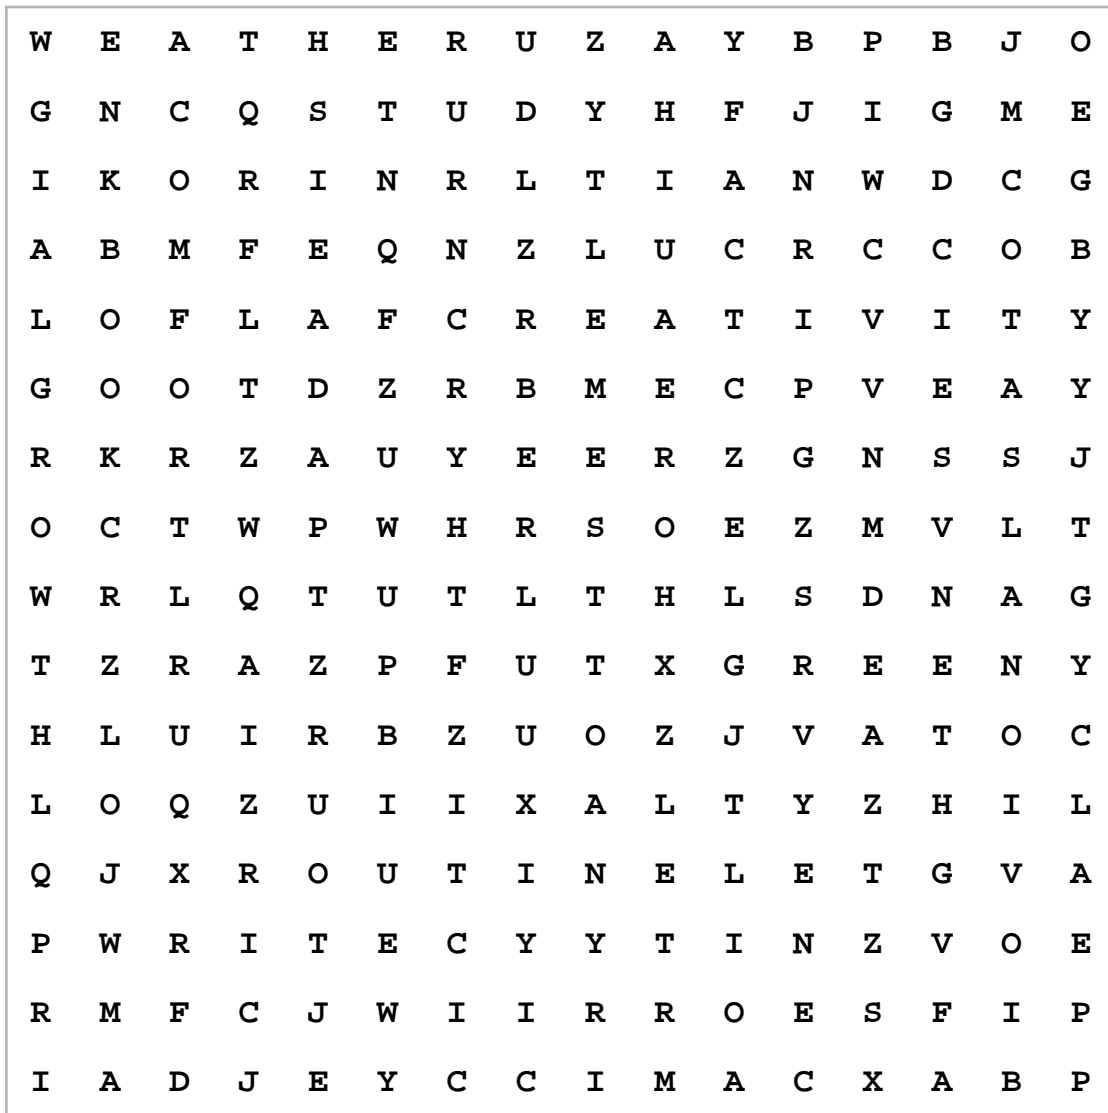 W E A T H E R U Z A Y B P B J O
G N C Q S T U D Y H F J I G M E
I K O R I N R L T I A N W D C G
A B M F E Q N Z L U C R C C O B
L O F L A F C R E A T I V I T Y
G O O T D Z R B M E C P V E A Y
R K R Z A U Y E E R Z G N S S J
O C T W P W H R S O E Z M V L T
W R L Q T U T L T H L S D N A G
T Z R A Z P F U T X G R E E N Y
H L U I R B Z U O Z J V A T O C
L O Q Z U I I X A L T Y Z H I L
Q J X R O U T I N E L E T G V A
P W R I T E C Y Y T I N Z V O E
R M F C J W I I R R O E S F I P
I A D J E Y C C I M A C X A B P